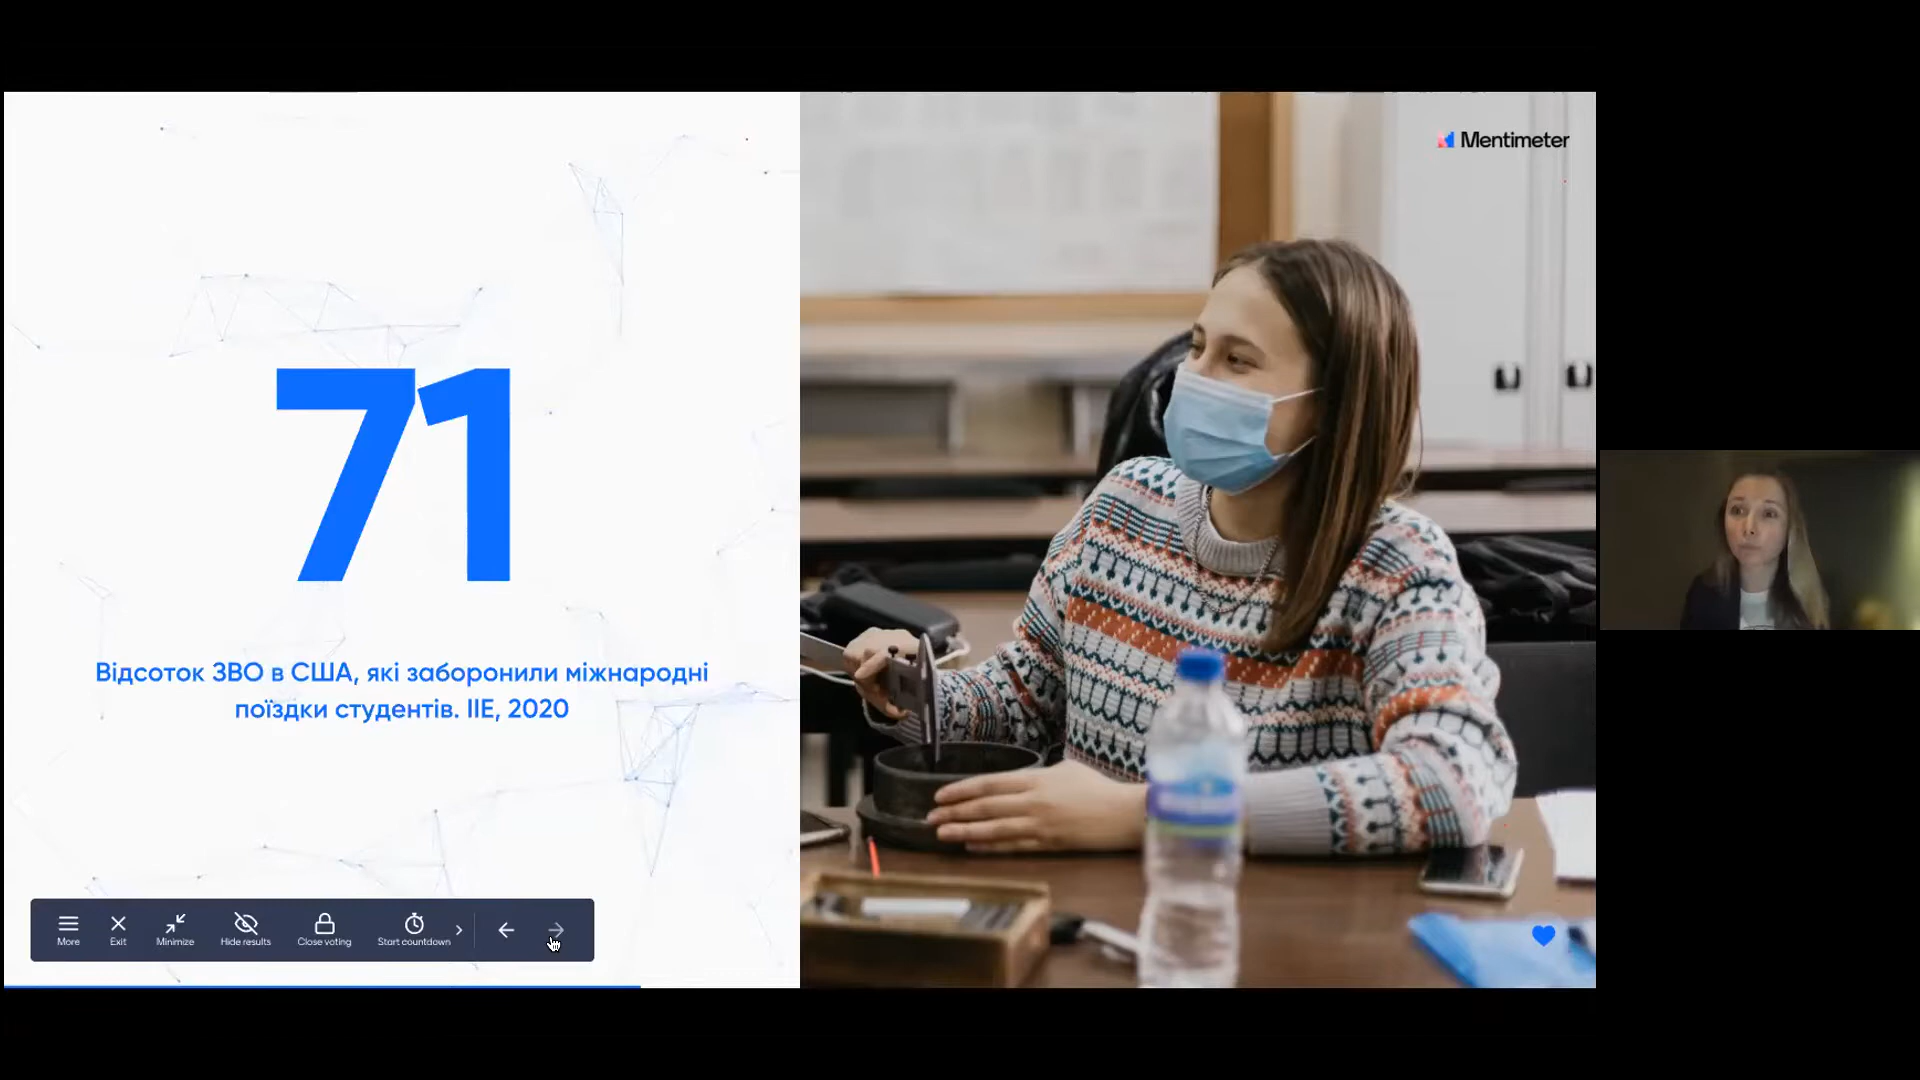 Mentimeter
71
Відсоток ЗВО в США, які заборонили міжнародні
поїздки студентів. IIE, 2020
More
Exit
Minimize
Hide results
Close voting
Start countdown